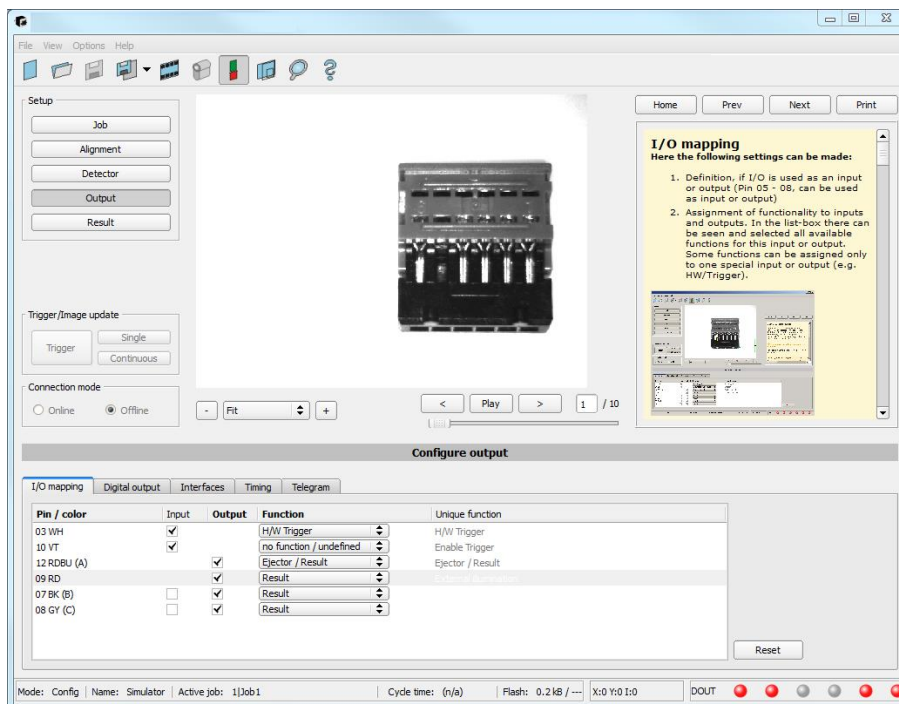 File View Options Help
Setup
Job
Alignment
Detector
Output
Result
Trigger/Image update
Trigger
Single
Continuous
Connection mode
Online Offline
- Fit +
< Play > 1 / 10
Home Prev Next Print
I/O mapping
Here the following settings can be made:
1. Definition, if I/O is used as an input
or output (Pin 05 - 08, can be used
as input or output)
2. Assignment of functionality to inputs
and outputs. In the list-box there can
be seen and selected all available
functions for this input or output.
Some functions can be assigned only
to one special input or output (e.g.
HW/Trigger).
Configure output
I/O mapping Digital output Interfaces Timing Telegram
Pin / color Input Output Function Unique function
03 WH H/W Trigger H/W Trigger
10 VT no function / undefined Enable Trigger
12 RDBU (A) Ejector / Result Ejector / Result
09 RD Result External illumination
07 BK (B) Result
08 GY (C) Result
Reset
Mode: Config Name: Simulator Active job: 1|Job1 Cycle time: (n/a) Flash: 0.2 kB / --- X:0 Y:0 I:0 DOUT